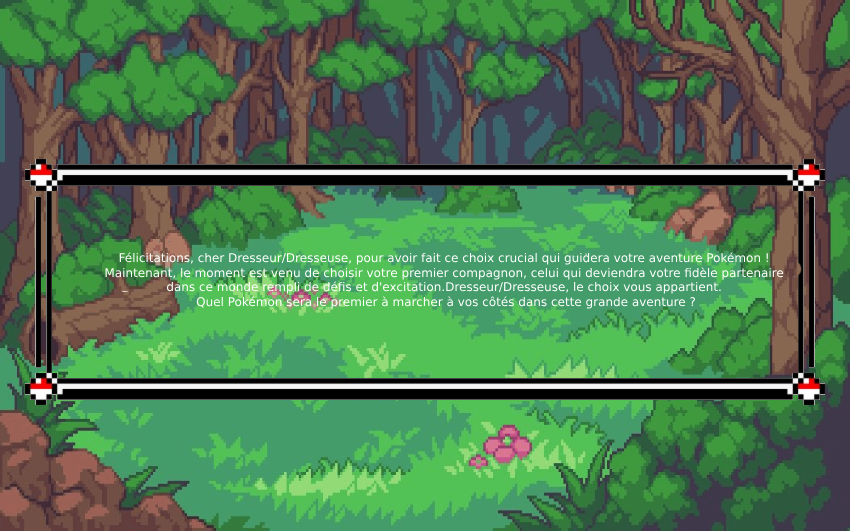 Félicitations, cher Dresseur/Dresseuse, pour avoir fait ce choix crucial qui guidera votre aventure Pokémon !
Maintenant, le moment est venu de choisir votre premier compagnon, celui qui deviendra votre fidèle partenaire
dans ce monde rempli de défis et d'excitation.Dresseur/Dresseuse, le choix vous appartient.
Quel Pokémon sera le premier à marcher à vos côtés dans cette grande aventure ?